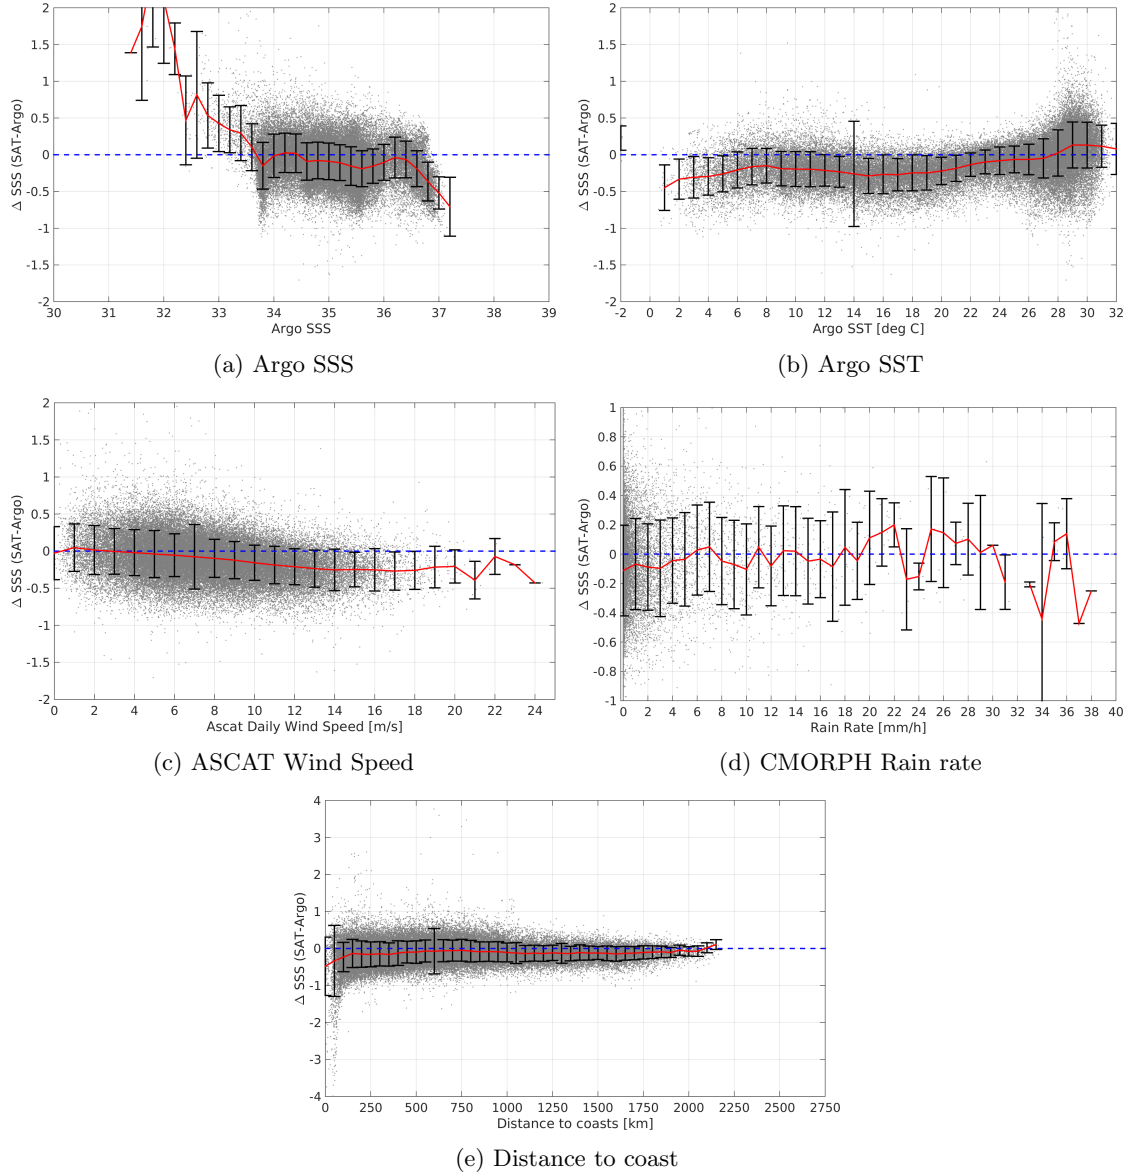 2
1.5
1
0.5
0
-0.5
-1
-1.5
-2
Δ SSS (SAT-Argo)
30 31 32 33 34 35 36 37 38 39
Argo SSS
(a) Argo SSS
2
1.5
1
0.5
0
-0.5
-1
-1.5
-2
Δ SSS (SAT-Argo)
-2 0 2 4 6 8 10 12 14 16 18 20 22 24 26 28 30 32
Argo SST [deg C]
(b) Argo SST
2
1.5
1
0.5
0
-0.5
-1
-1.5
-2
Δ SSS (SAT-Argo)
0 2 4 6 8 10 12 14 16 18 20 22 24
Ascat Daily Wind Speed [m/s]
(c) ASCAT Wind Speed
1
0.8
0.6
0.4
0.2
0
-0.2
-0.4
-0.6
-0.8
-1
Δ SSS (SAT-Argo)
0 2 4 6 8 10 12 14 16 18 20 22 24 26 28 30 32 34 36 38 40
Rain Rate [mm/h]
(d) CMORPH Rain rate
4
3
2
1
0
-1
-2
-3
-4
Δ SSS (SAT-Argo)
0 250 500 750 1000 1250 1500 1750 2000 2250 2500 2750
Distance to coasts [km]
(e) Distance to coast